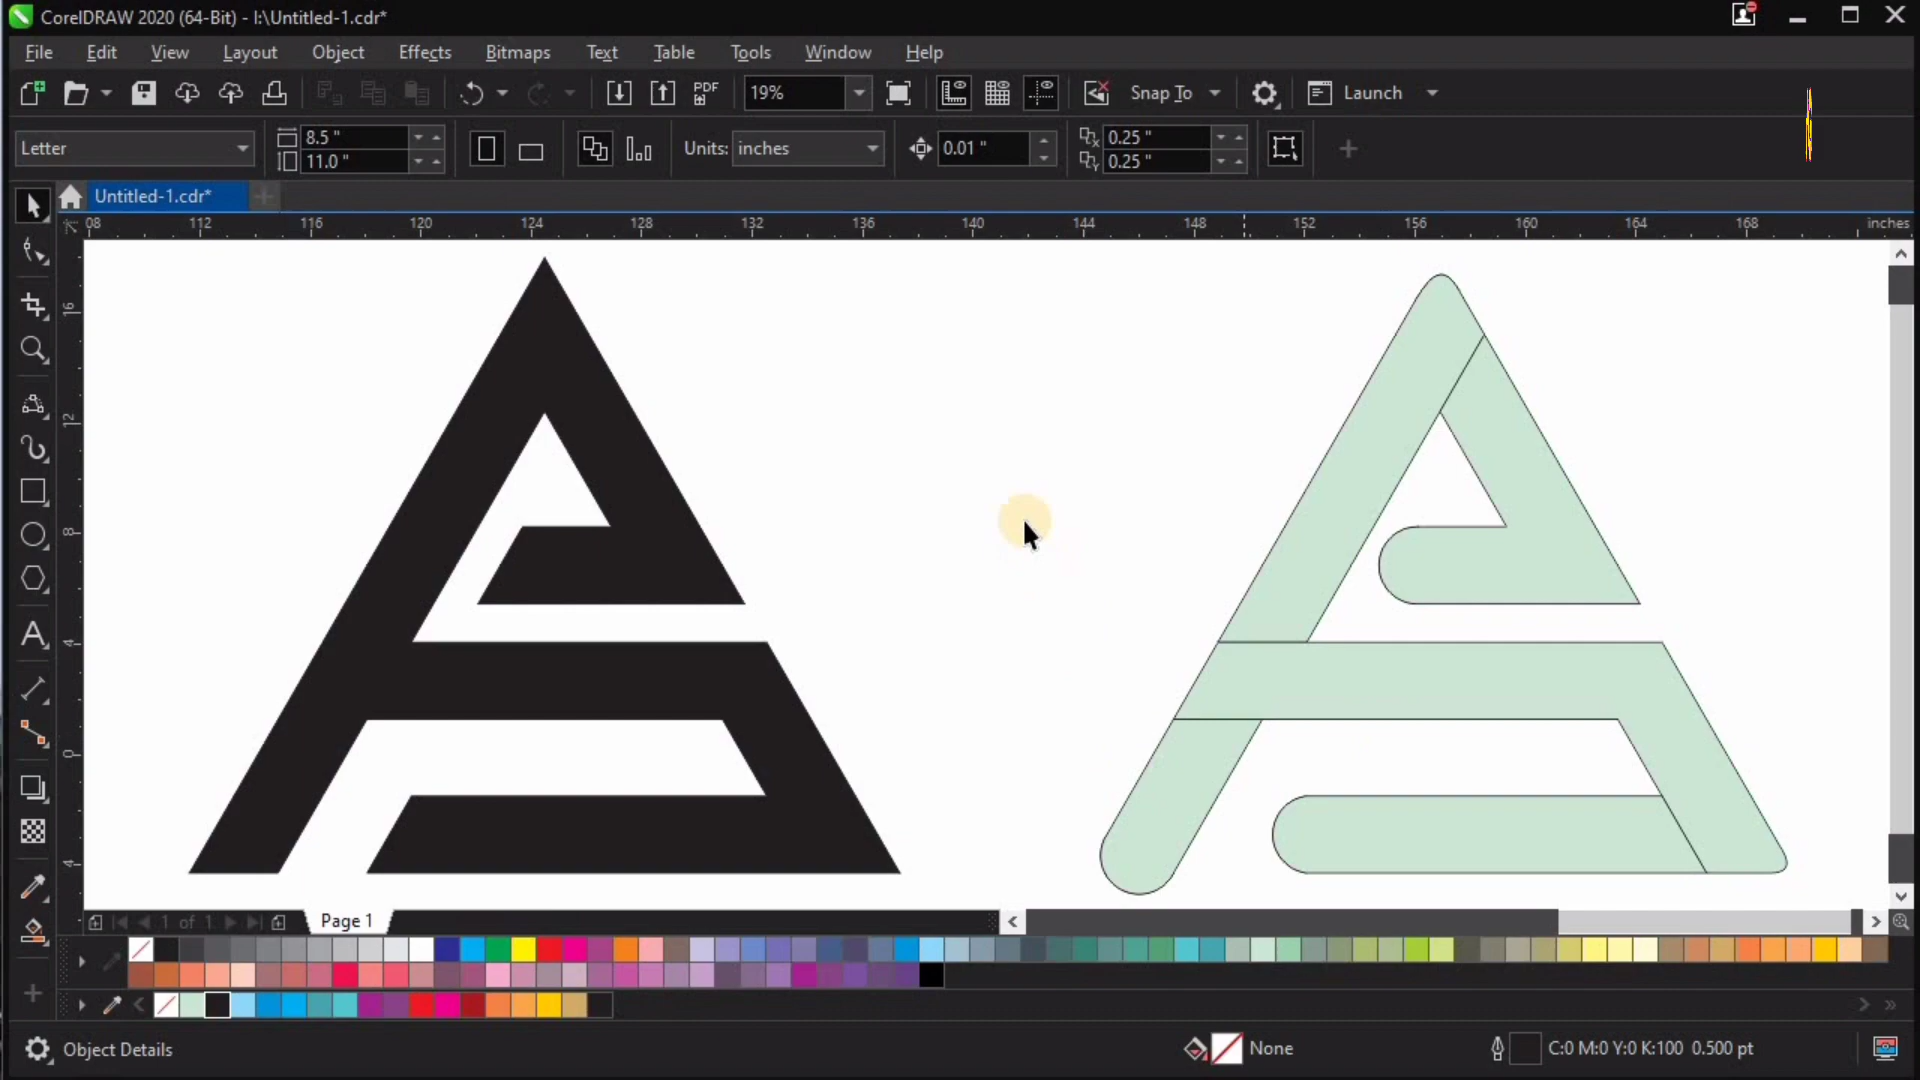 CorelDRAW 2020 (64-Bit) - I:\Untitled-1.cdr*
File Edit View Layout Object Effects Bitmaps Text Table Tools Window Help
PDF 19% Snap To Launch
Letter 8.5 " 11.0 " Units: inches 0.01 " 0.25 " 0.25 "
Untitled-1.cdr*
08 112 116 120 124 128 132 136 140 144 148 152 156 160 164 168 inches
16
12
8
4
0
4
1 of 1 Page 1
Object Details None C:0 M:0 Y:0 K:100 0.500 pt